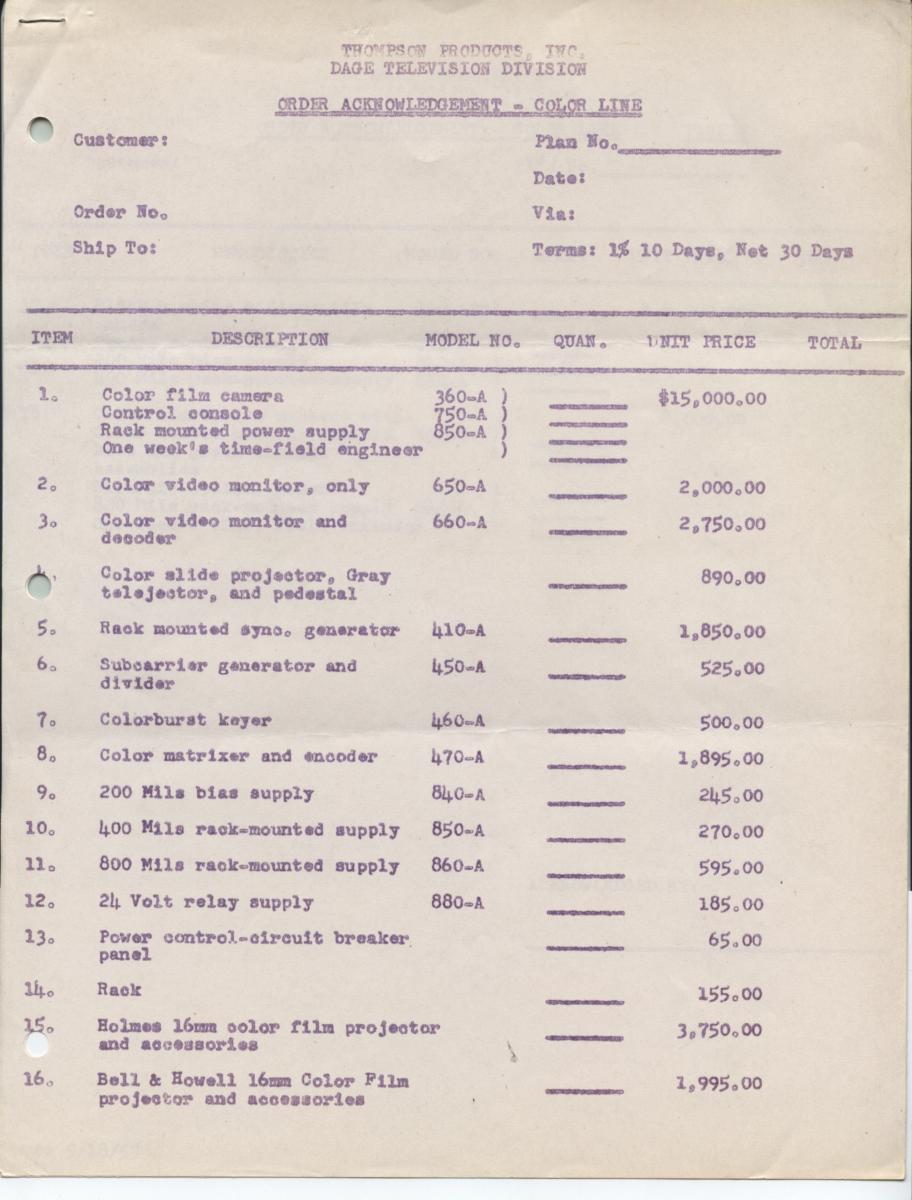 THOMPSON PRODUCTS, INC.
DAGE TELEVISION DIVISION
ORDER ACKNOWLEDGEMENT - COLOR LINE
Customer: Plan No.
Date:
Order No. Via:
Ship To: Terms: 1% 10 Days, Net 30 Days
ITEM DESCRIPTION MODEL NO. QUAN. UNIT PRICE TOTAL
1. Color film camera 360-A ) $15,000.00
Control console 750-A )
Rack mounted power supply 850-A )
One week's time-field engineer )
2. Color video monitor, only 650-A 2,000.00
3. Color video monitor and 660-A 2,750.00
decoder
Color slide projector, Gray 890.00
telejector, and pedestal
5. Rack mounted sync. generator 410-A 1,850.00
6. Subcarrier generator and 450-A 525.00
divider
7. Colorburst keyer 460-A 500.00
8. Color matrixer and encoder 470-A 1,895.00
9. 200 Mils bias supply 840-A 245.00
10. 400 Mils rack-mounted supply 850-A 270.00
11. 800 Mils rack-mounted supply 860-A 595.00
12. 24 Volt relay supply 880-A 185.00
13. Power control-circuit breaker 65.00
panel
14. Rack 155.00
15. Holmes 16mm color film projector 3,750.00
and accessories
16. Bell & Howell 16mm Color Film 1,995.00
projector and accessories